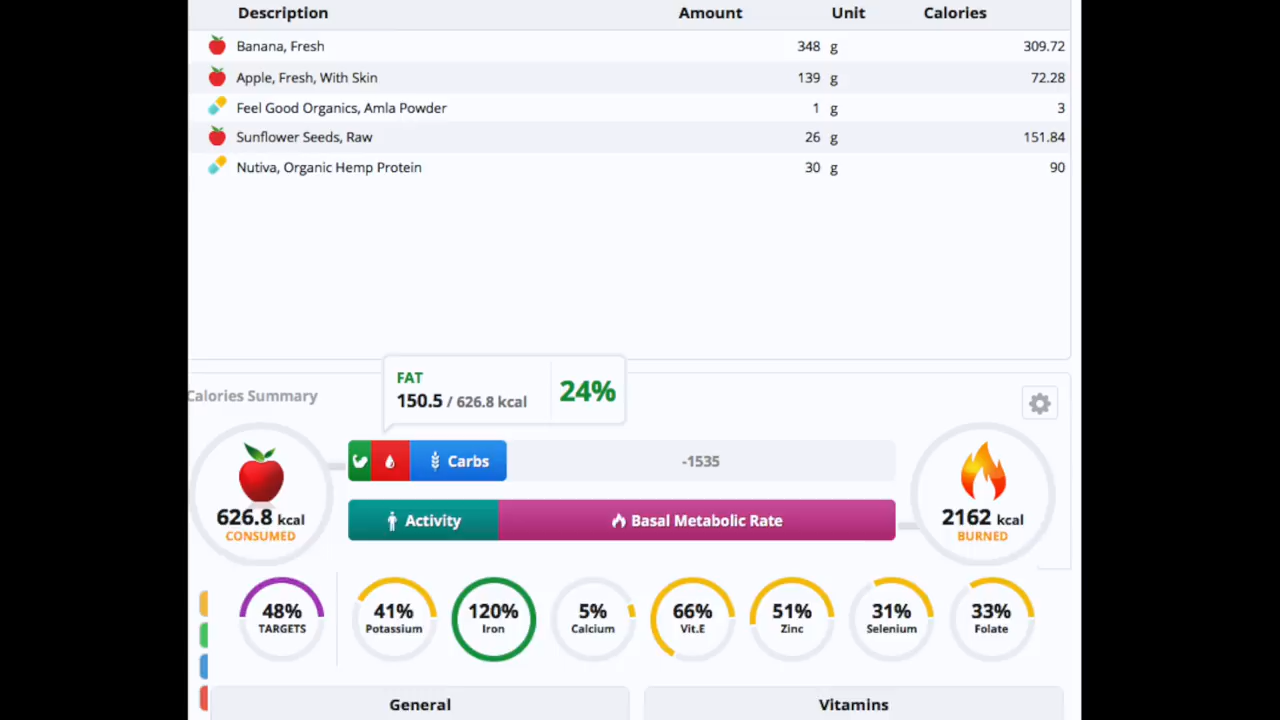 Description Amount Unit Calories
Banana, Fresh 348 g 309.72
Apple, Fresh, With Skin 139 g 72.28
Feel Good Organics, Amla Powder 1 g 3
Sunflower Seeds, Raw 26 g 151.84
Nutiva, Organic Hemp Protein 30 g 90
FAT
150.5 / 626.8 kcal 24%
Calories Summary
Carbs -1535
626.8 kcal
CONSUMED
Activity Basal Metabolic Rate
2162 kcal
BURNED
48% TARGETS
41% Potassium
120% Iron
5% Calcium
66% Vit.E
51% Zinc
31% Selenium
33% Folate
General Vitamins